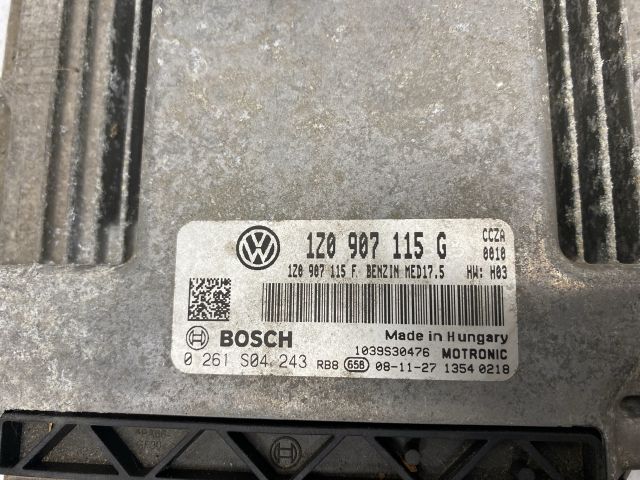 1Z0 907 115 G CCZA
0010
1Z0 907 115 F BENZIN MED17.5 HW: H03
BOSCH Made in Hungary
1039S30476 MOTRONIC
0 261 S04 243 RB8 658 08-11-27 1354 0218